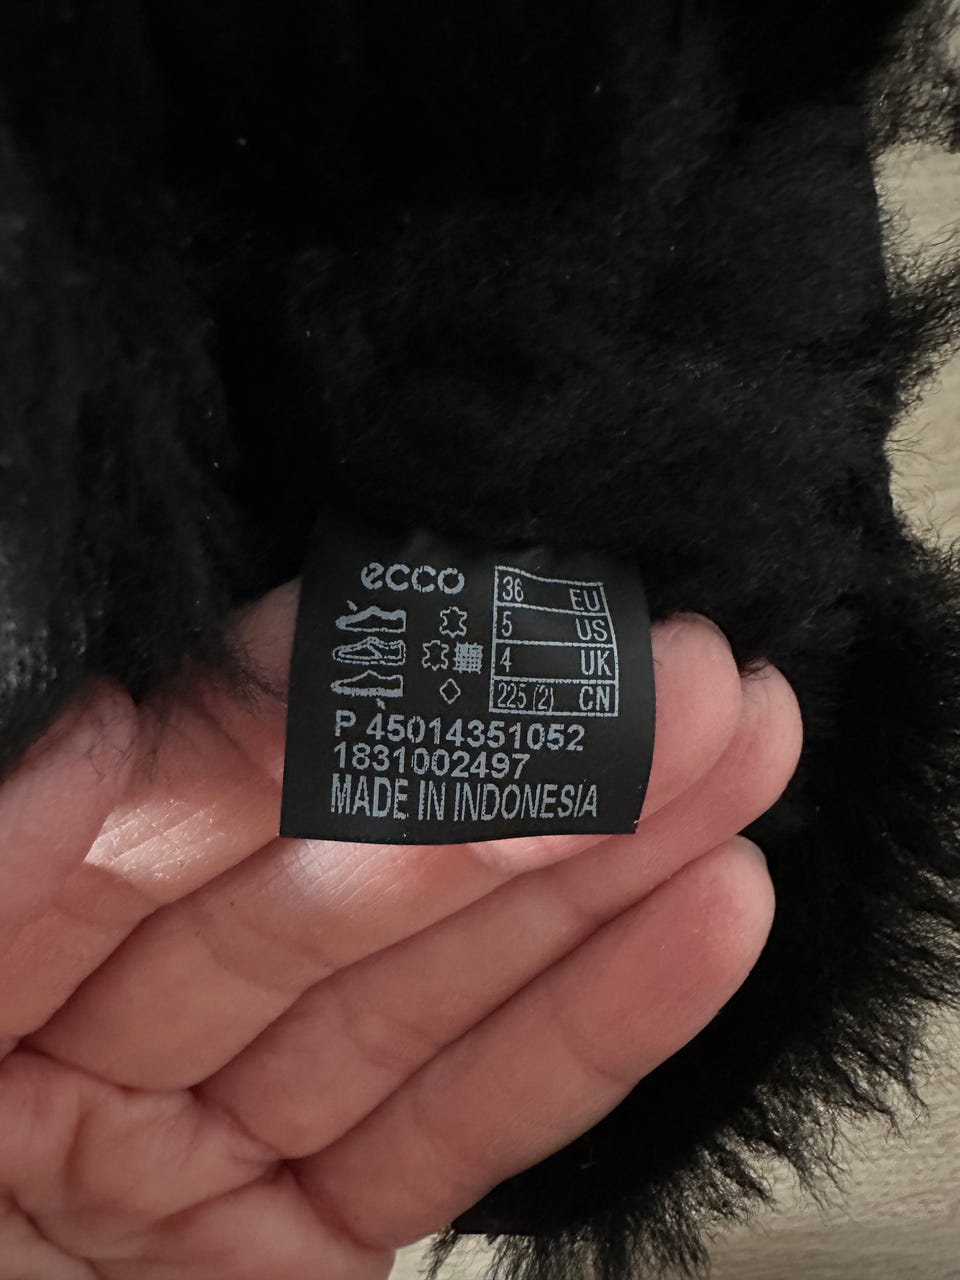 ecco
36 EU
5 US
4 UK
225 (2) CN
P 45014351052
1831002497
MADE IN INDONESIA